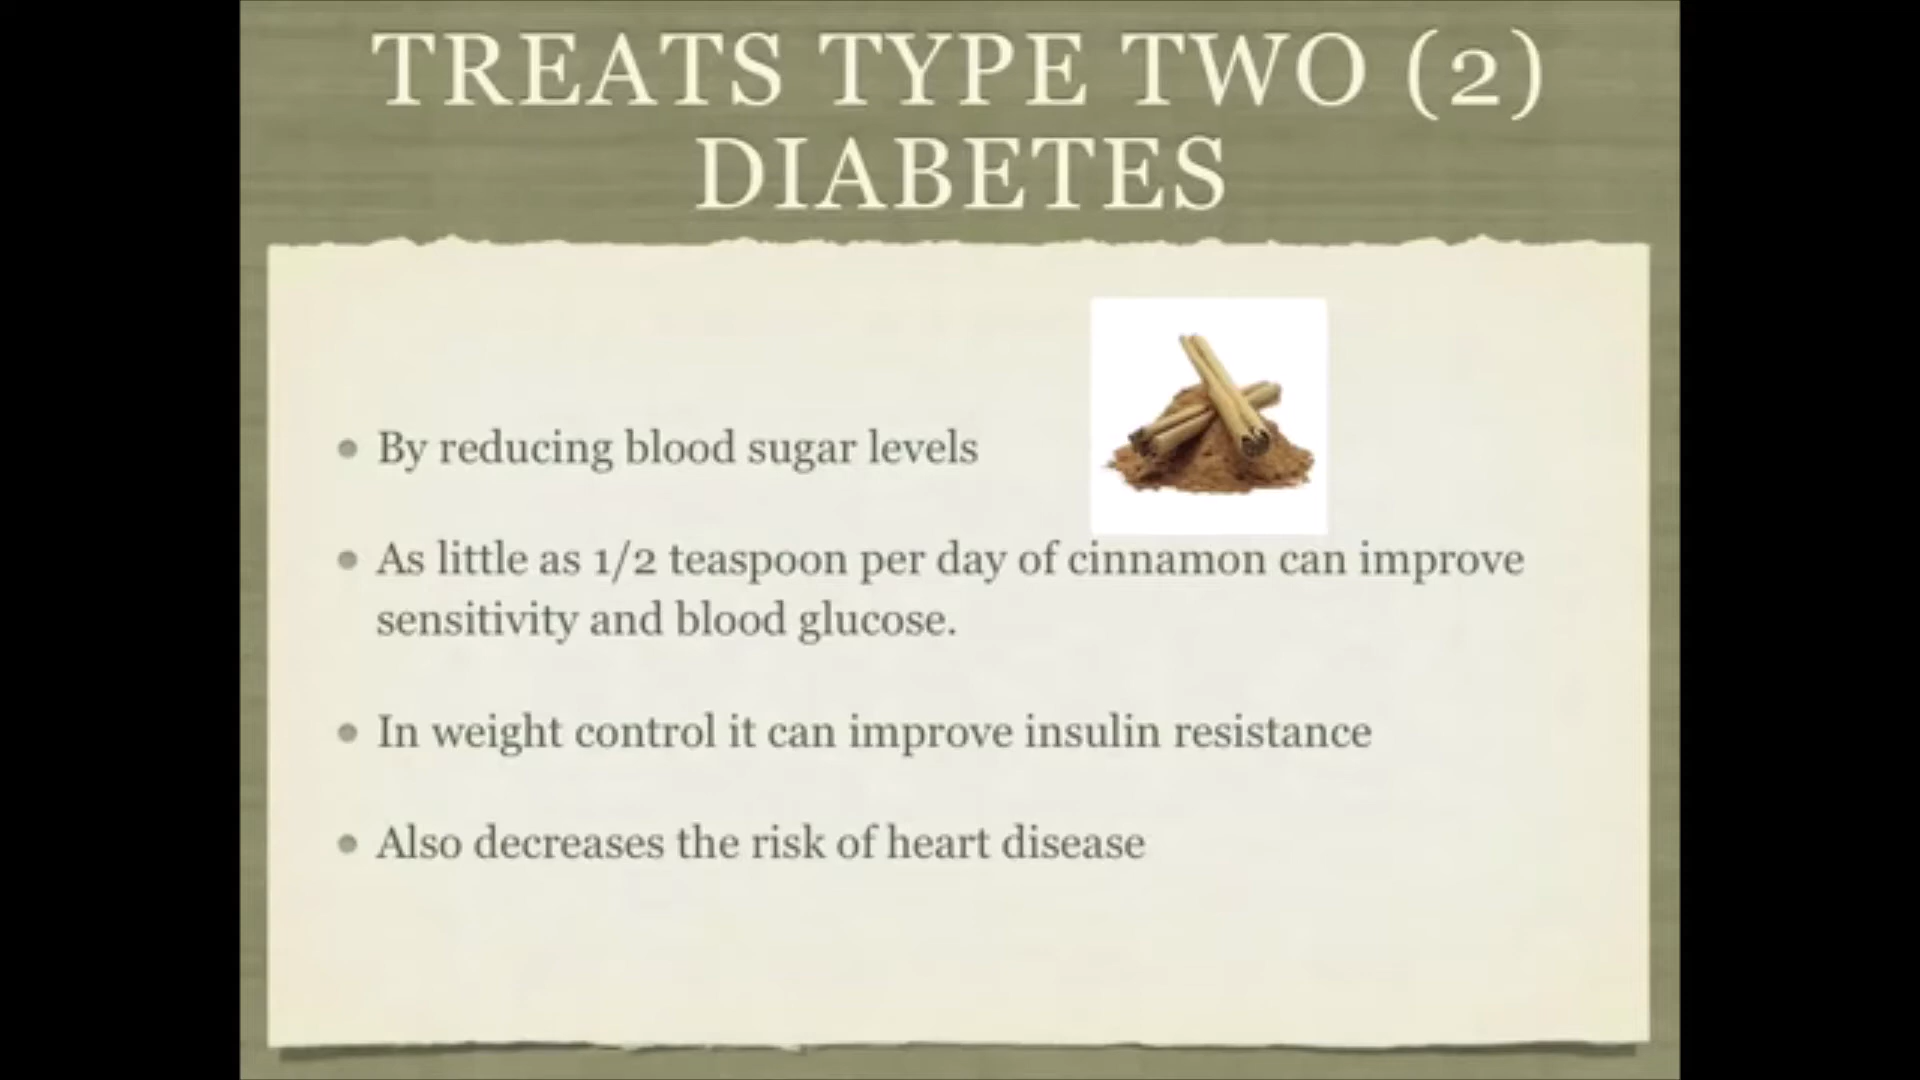 TREATS TYPE TWO (2)
DIABETES
• By reducing blood sugar levels
• As little as 1/2 teaspoon per day of cinnamon can improve
sensitivity and blood glucose.
• In weight control it can improve insulin resistance
• Also decreases the risk of heart disease